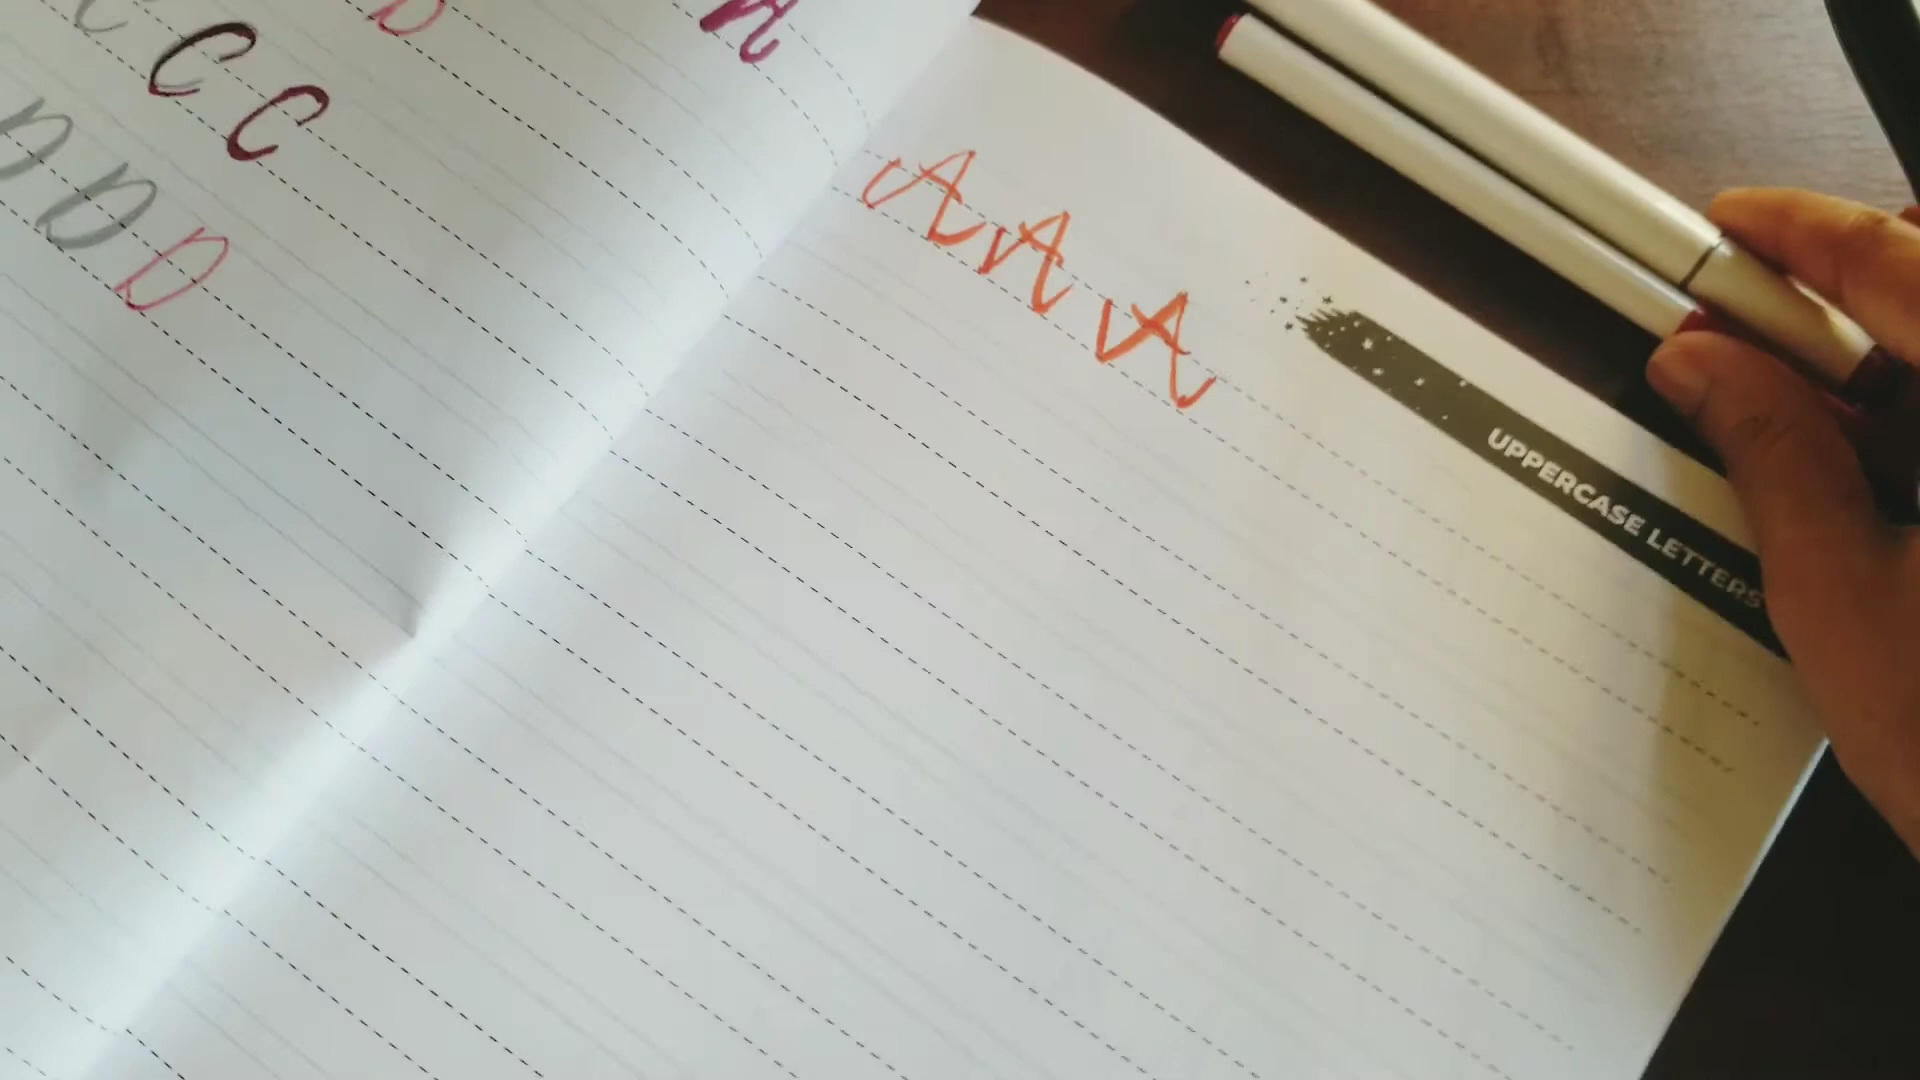 C C C
D D D
D
A
UPPERCASE LETTERS
A A A